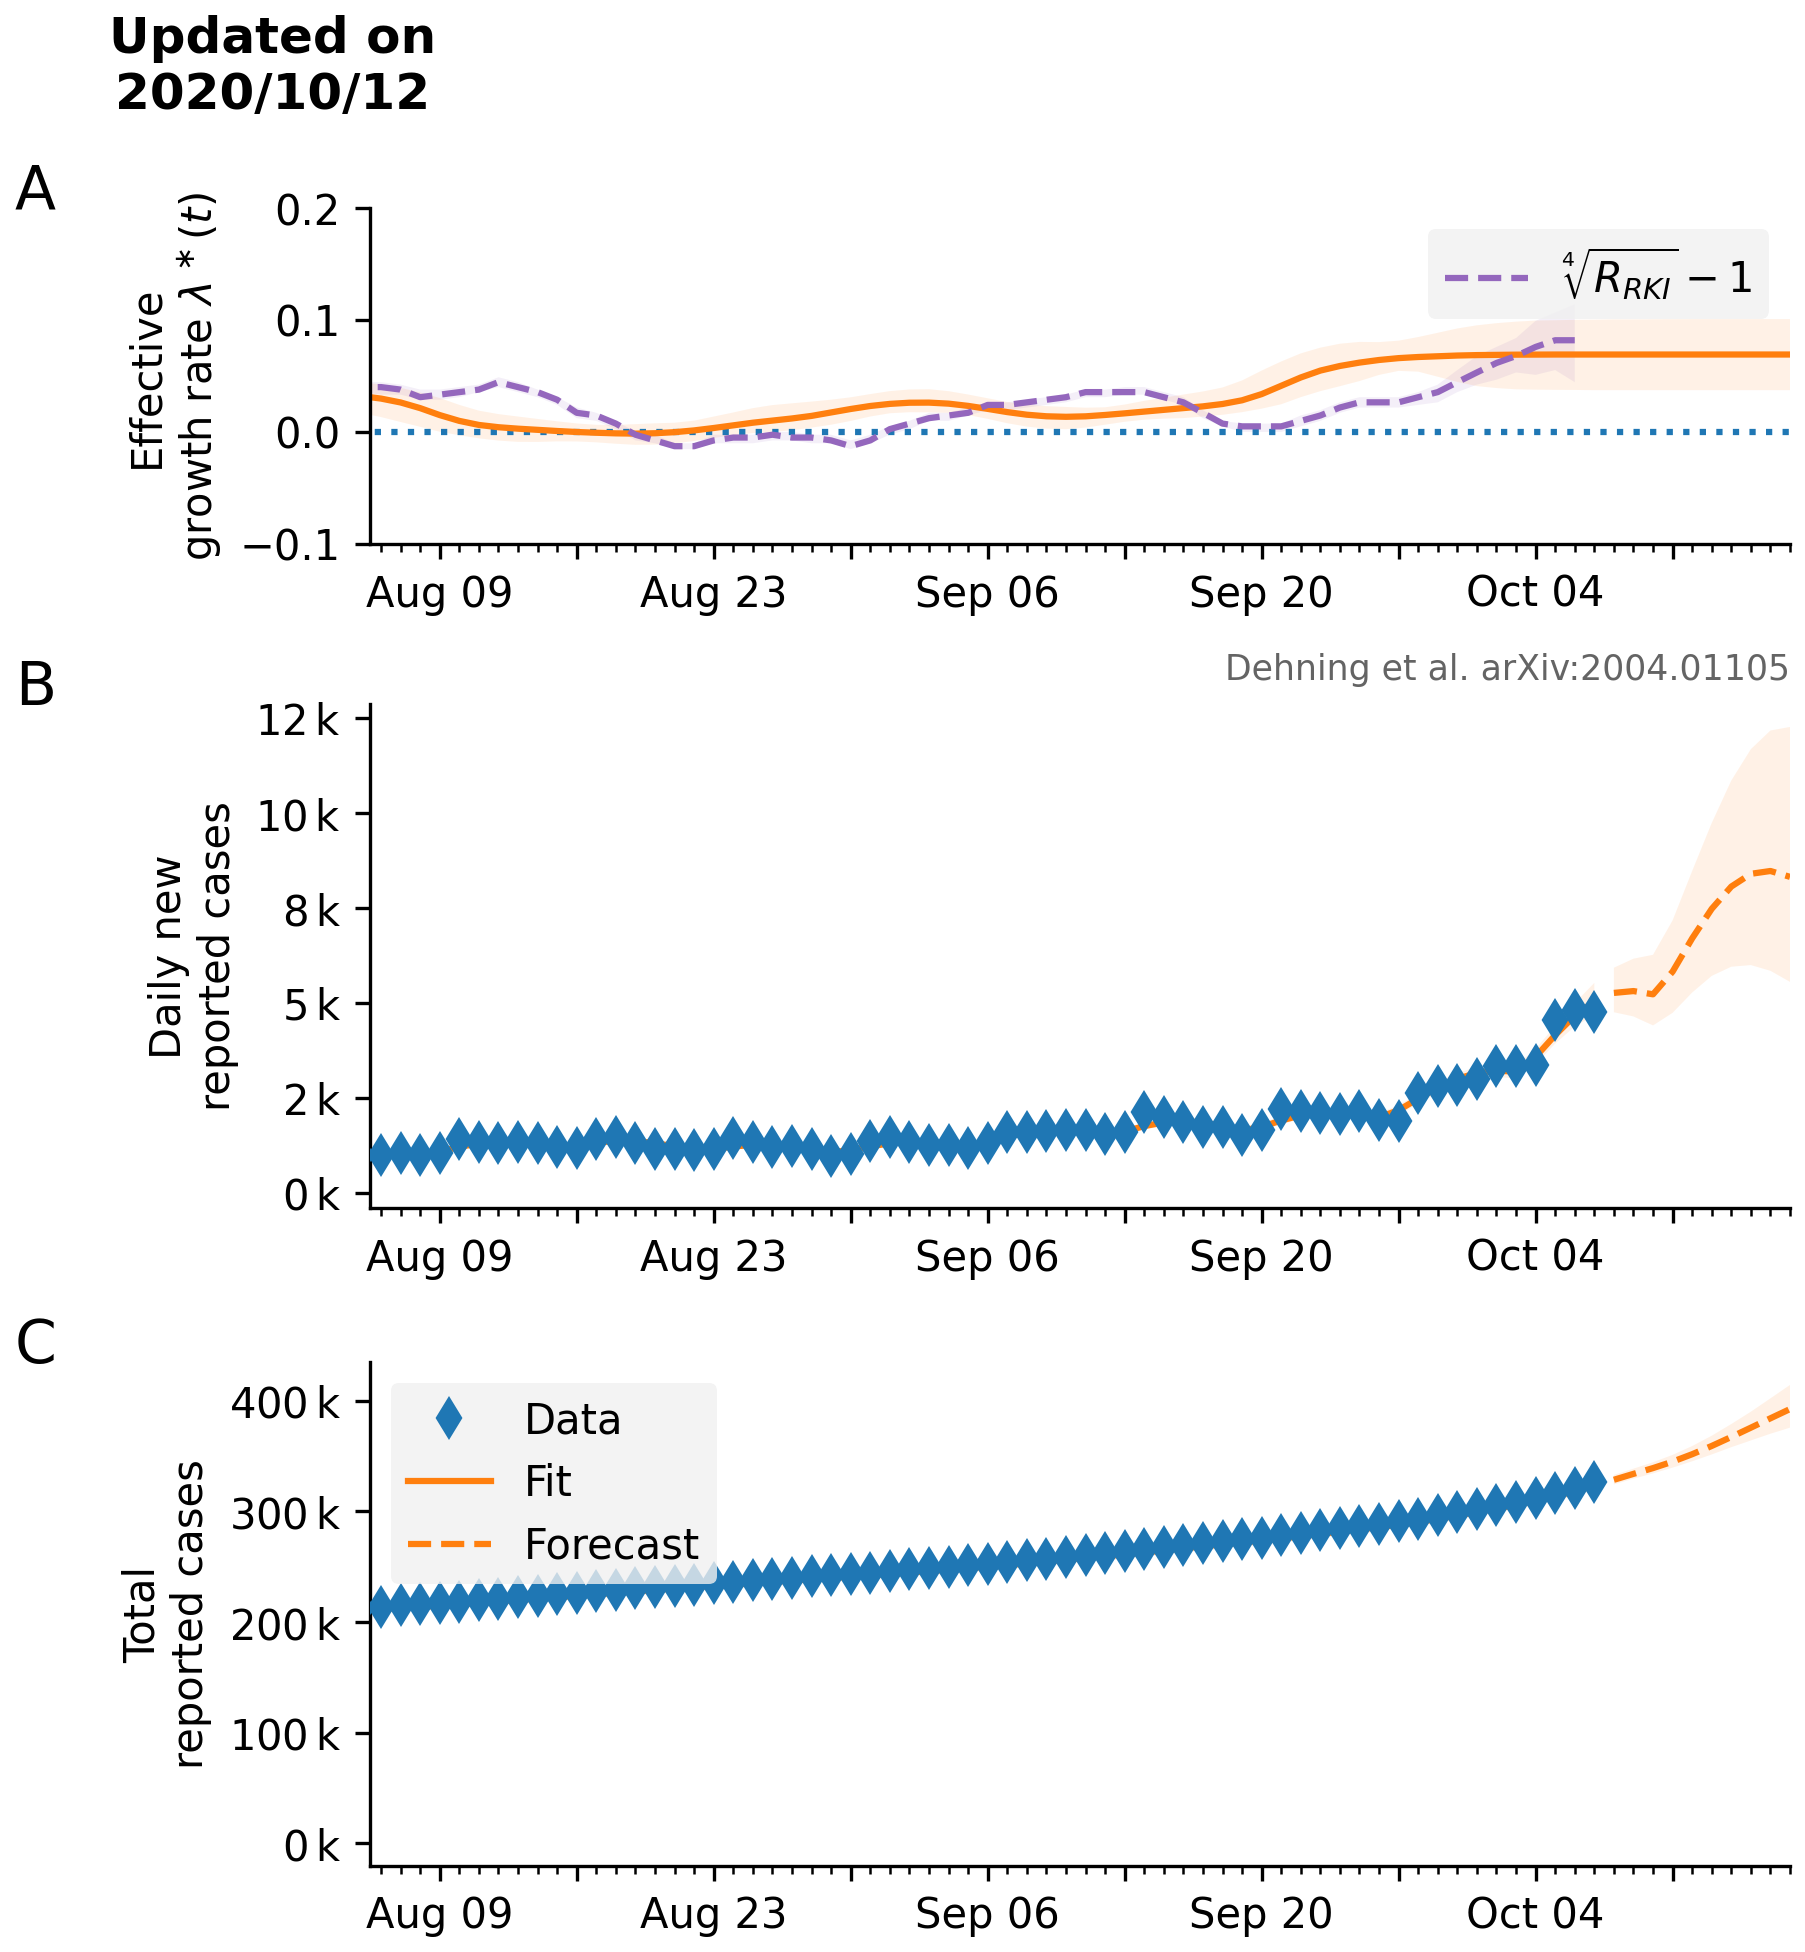 Updated on
2020/10/12
A
Effective
growth rate λ * (t)
0.2
0.1
0.0
−0.1
∜R_RKI − 1
Aug 09 Aug 23 Sep 06 Sep 20 Oct 04
B
Dehning et al. arXiv:2004.01105
Daily new
reported cases
12 k
10 k
8 k
5 k
2 k
0 k
Aug 09 Aug 23 Sep 06 Sep 20 Oct 04
C
Total
reported cases
400 k
300 k
200 k
100 k
0 k
Data
Fit
Forecast
Aug 09 Aug 23 Sep 06 Sep 20 Oct 04